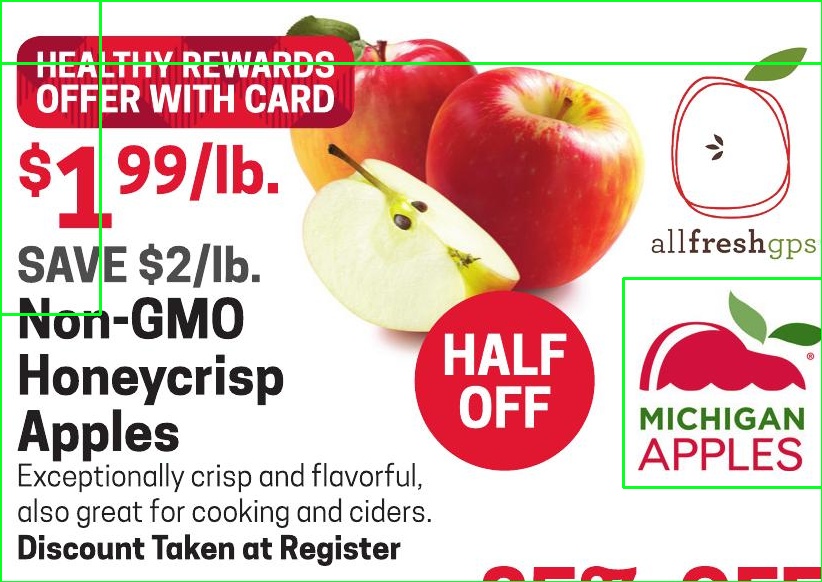 HEALTHY REWARDS
OFFER WITH CARD
$1 99/lb.
SAVE $2/lb.
Non-GMO
Honeycrisp
Apples
Exceptionally crisp and flavorful,
also great for cooking and ciders.
Discount Taken at Register
HALF
OFF
allfreshgps
®
MICHIGAN
APPLES